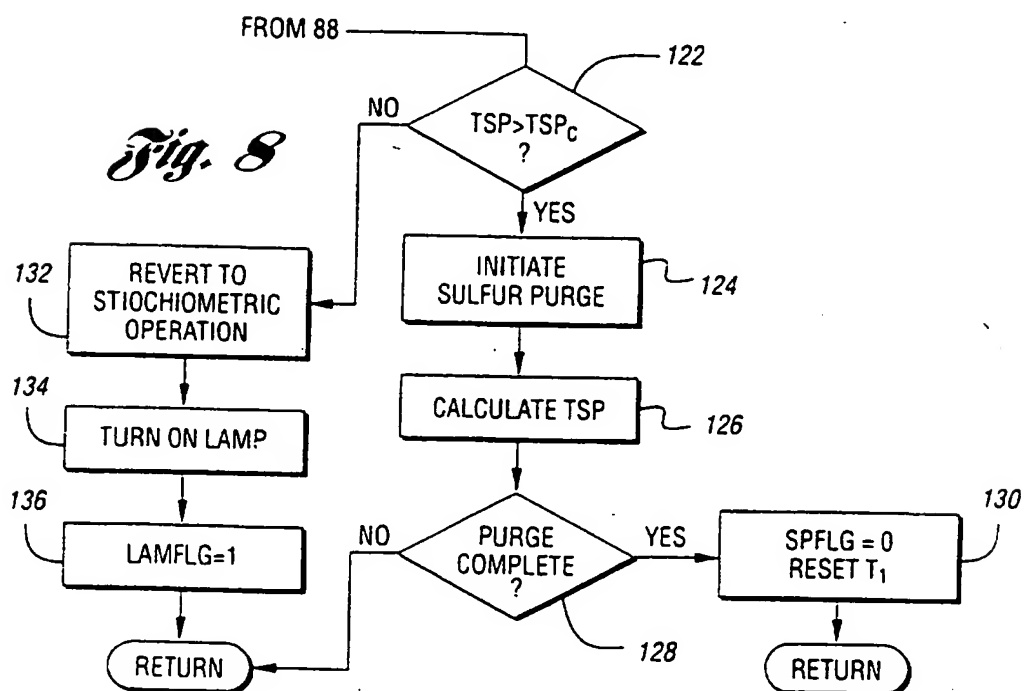 FROM 88
122
NO
TSP>TSPC
?
Fig. 8
YES
132
REVERT TO
STIOCHIOMETRIC
OPERATION
INITIATE
SULFUR PURGE
124
134
TURN ON LAMP
CALCULATE TSP
126
136
LAMFLG=1
NO
PURGE
COMPLETE
?
YES
128
130
SPFLG = 0
RESET T1
RETURN
RETURN